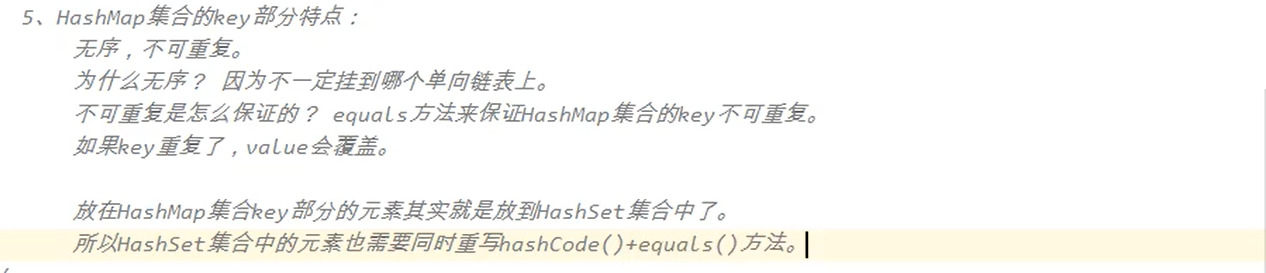 5、HashMap集合的key部分特点：
无序，不可重复。
为什么无序？ 因为不一定挂到哪个单向链表上。
不可重复是怎么保证的？ equals方法来保证HashMap集合的key不可重复。
如果key重复了，value会覆盖。
放在HashMap集合key部分的元素其实就是放到HashSet集合中了。
所以HashSet集合中的元素也需要同时重写hashCode()+equals()方法。